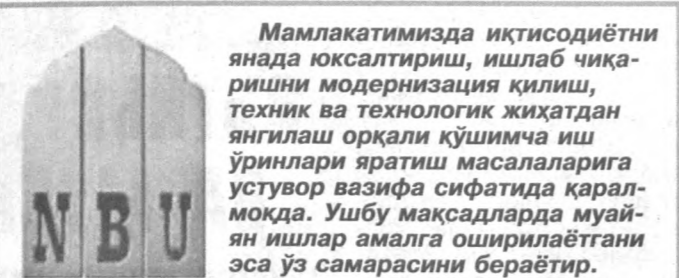 Мамлакатимизда иқтисодиётни
янада юксалтириш, ишлаб чиқа-
ришни модернизация қилиш,
техник ва технологик жиҳатдан
янгилаш орқали қўшимча иш
ўринлари яратиш масалаларига
устувор вазифа сифатида қарал-
моқда. Ушбу мақсадларда муай-
ян ишлар амалга оширилаётгани
эса ўз самарасини бераётир.
NBU